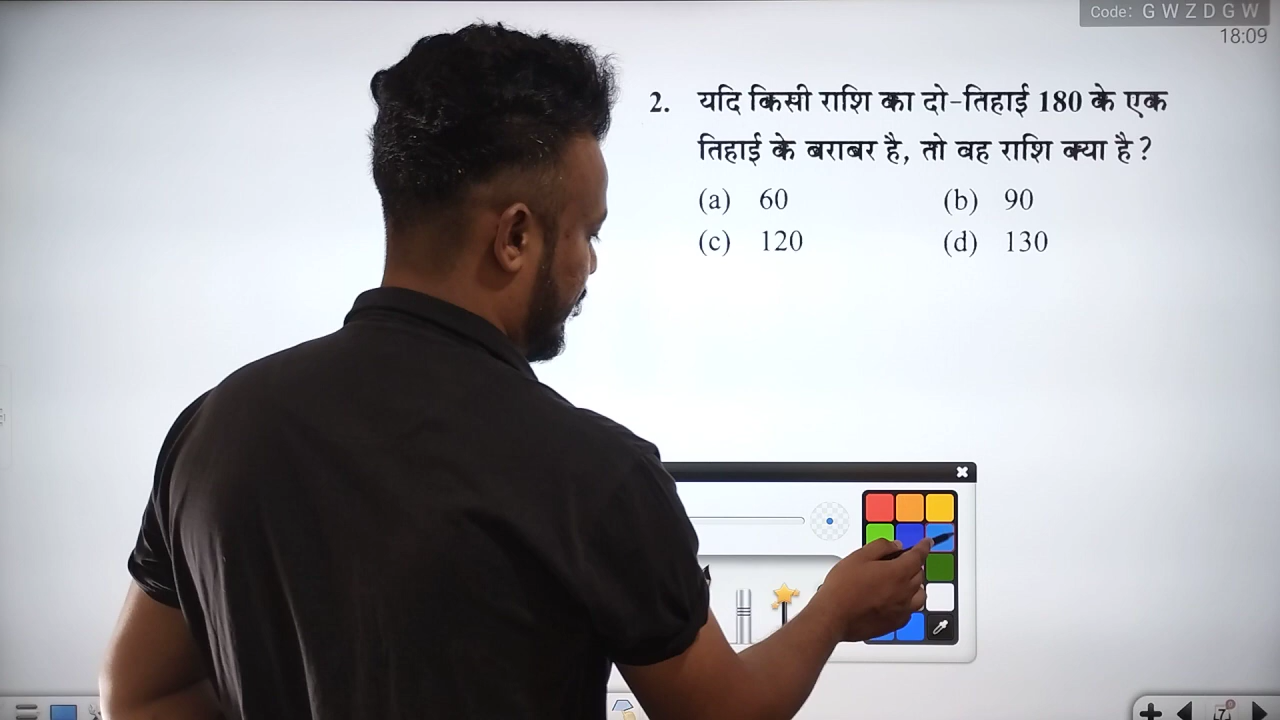 Code: G W Z D G W
18:09
2. यदि किसी राशि का दो-तिहाई 180 के एक
तिहाई के बराबर है, तो वह राशि क्या है?
(a) 60 (b) 90
(c) 120 (d) 130